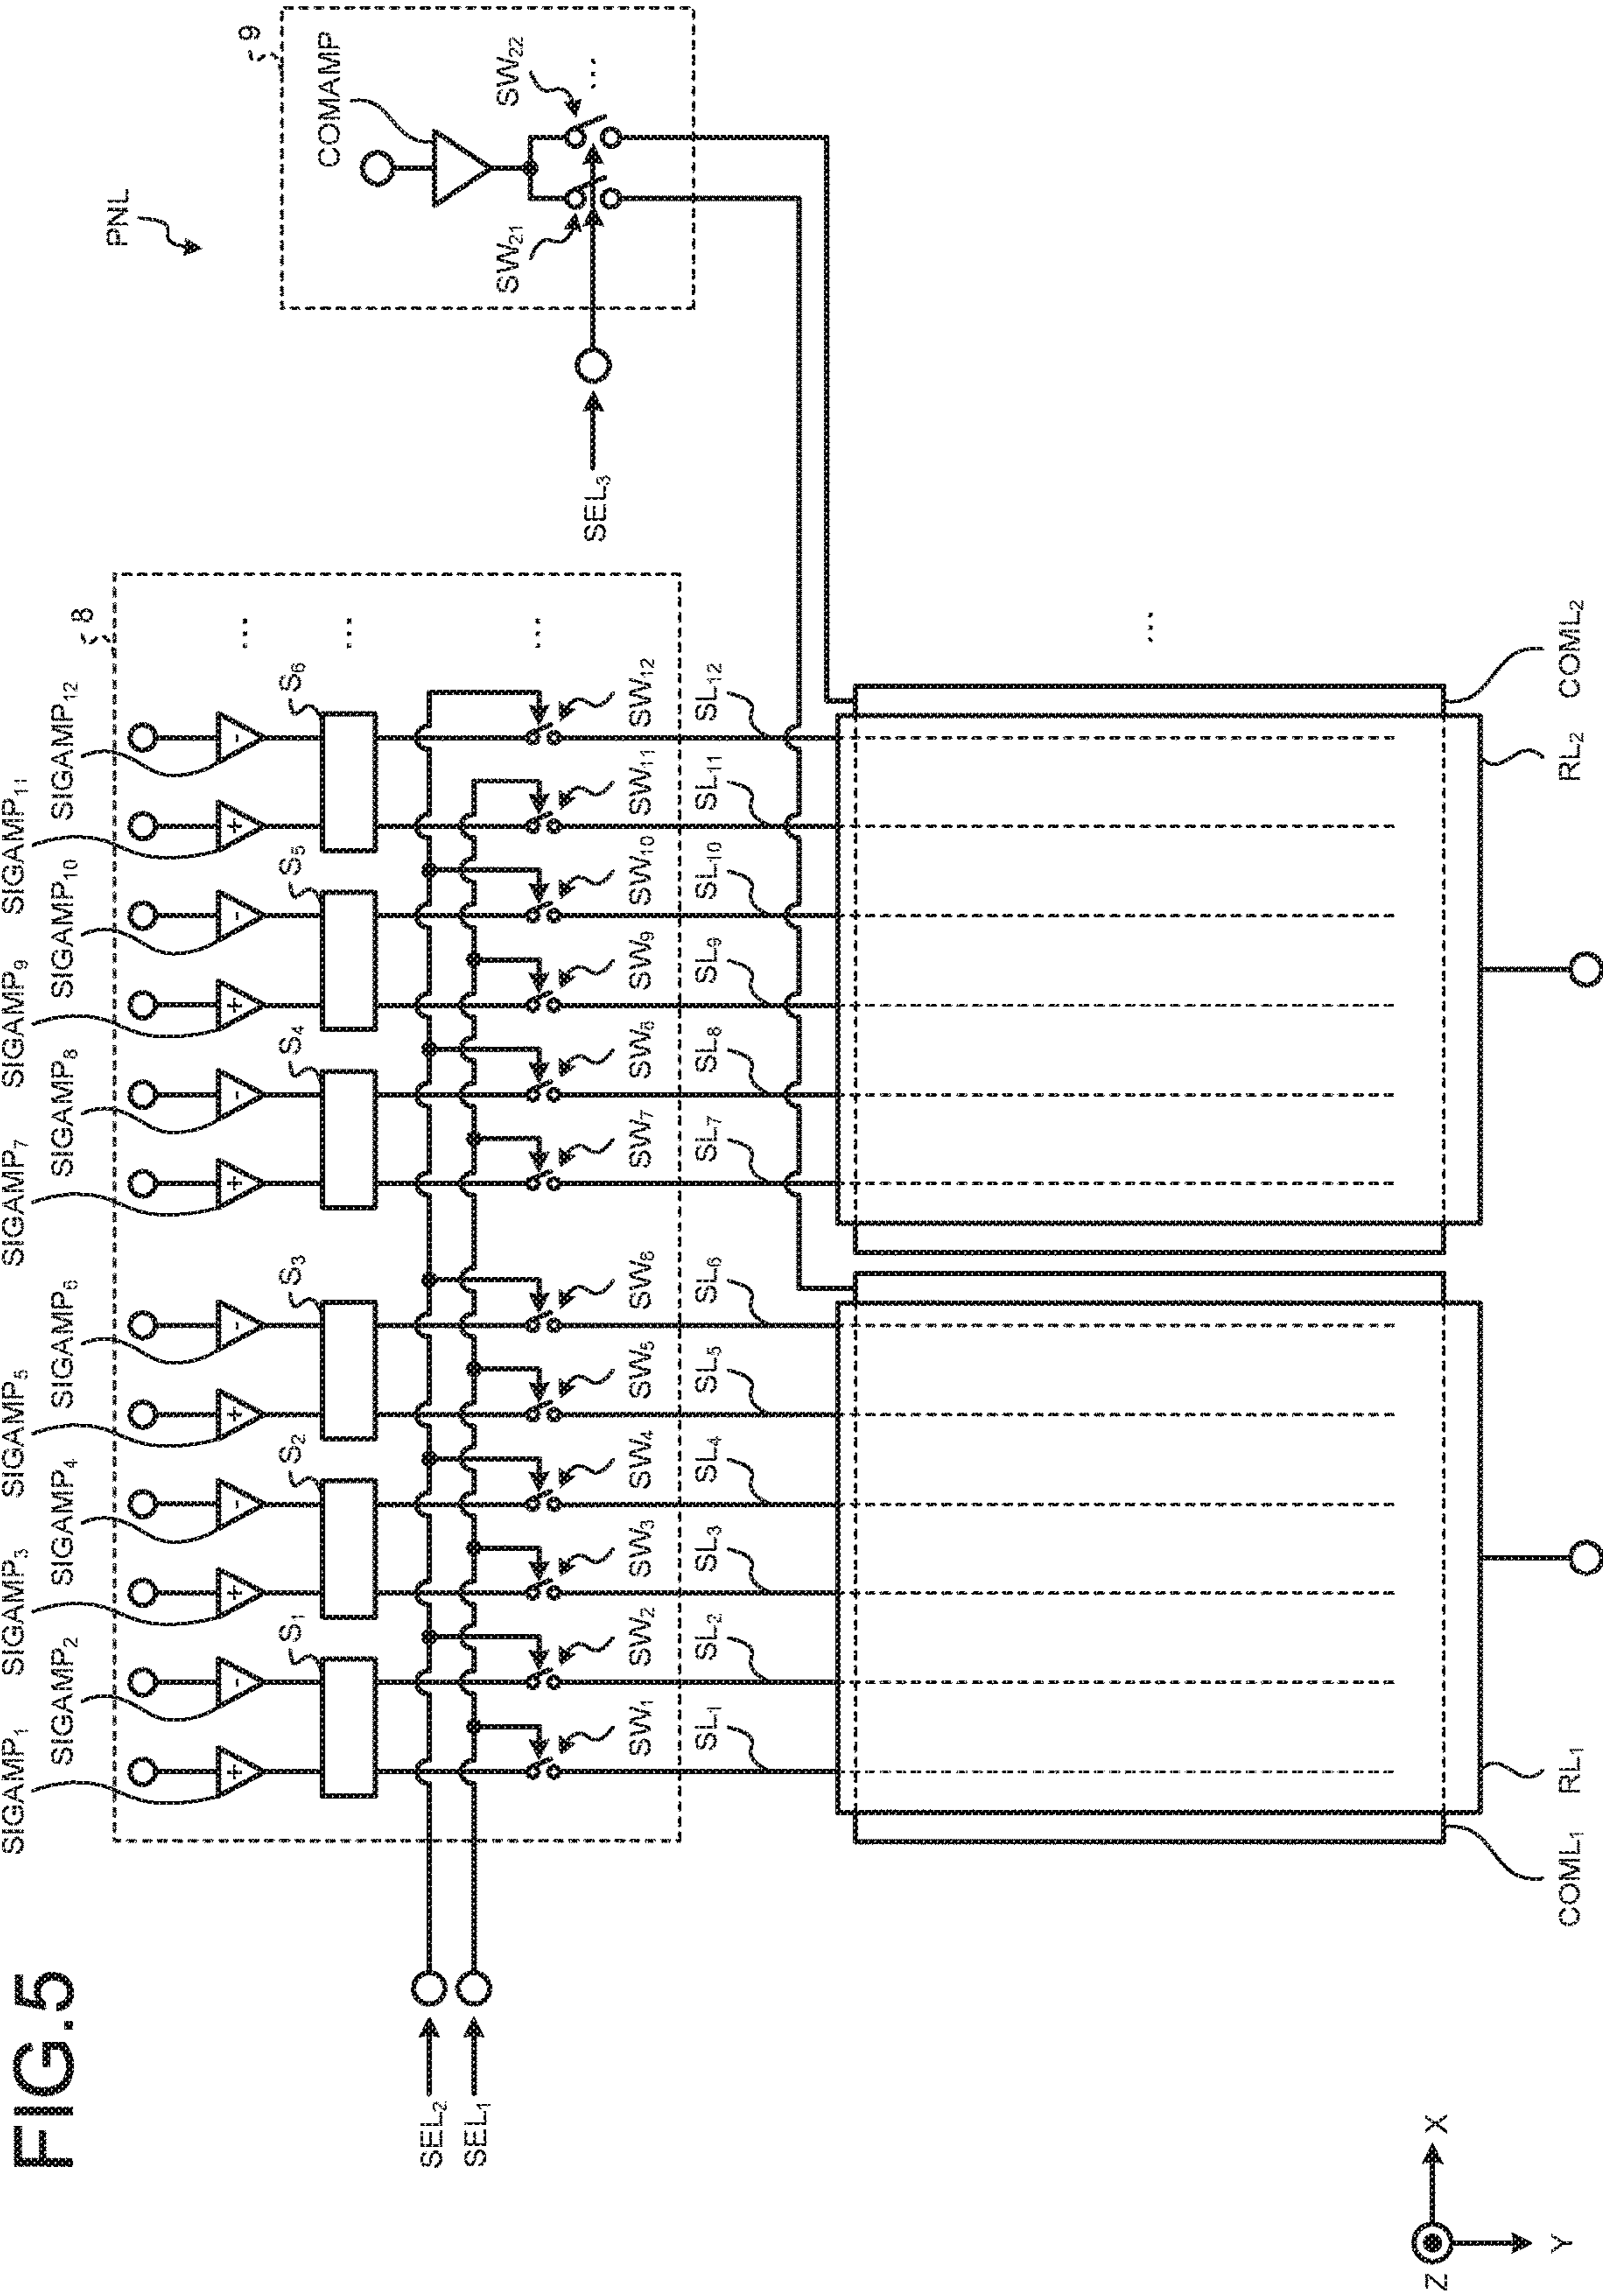 FIG.5
PNL
SIGAMP1 SIGAMP3 SIGAMP5 SIGAMP7 SIGAMP9 SIGAMP11
SIGAMP2 SIGAMP4 SIGAMP6 SIGAMP8 SIGAMP10 SIGAMP12
8
9
COMAMP
+ - + - + - + - + - + -
... 
S1 S2 S3 S4 S5 S6
...
SW21 SW22
...
SEL2
SEL1
SEL3
...
SW1 SW2 SW3 SW4 SW5 SW6 SW7 SW8 SW9 SW10 SW11 SW12
SL1 SL2 SL3 SL4 SL5 SL6 SL7 SL8 SL9 SL10 SL11 SL12
...
COML1 RL1 RL2 COML2
Z X
Y